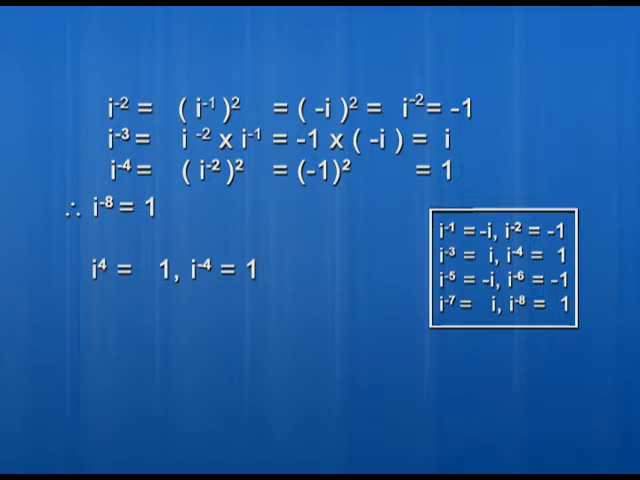 i⁻² = ( i⁻¹ )² = ( -i )² = i⁻² = -1
i⁻³ = i ⁻² x i⁻¹ = -1 x ( -i ) = i
i⁻⁴ = ( i⁻² )² = (-1)² = 1
∴ i⁻⁸ = 1
i⁴ = 1, i⁻⁴ = 1
i⁻¹ = -i, i⁻² = -1
i⁻³ = i, i⁻⁴ = 1
i⁻⁵ = -i, i⁻⁶ = -1
i⁻⁷ = i, i⁻⁸ = 1